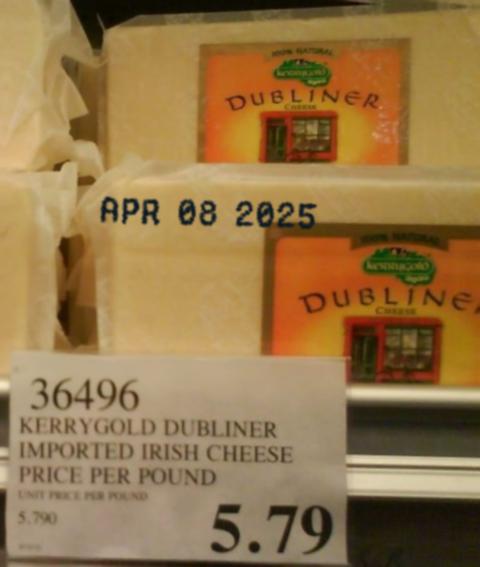 100% NATURAL
Kerrygold
DUBLINER
CHEESE
APR 08 2025
100% NATURAL
Kerrygold
DUBLINE
CHEESE
36496
KERRYGOLD DUBLINER
IMPORTED IRISH CHEESE
PRICE PER POUND
UNIT PRICE PER POUND
5.790
5.79